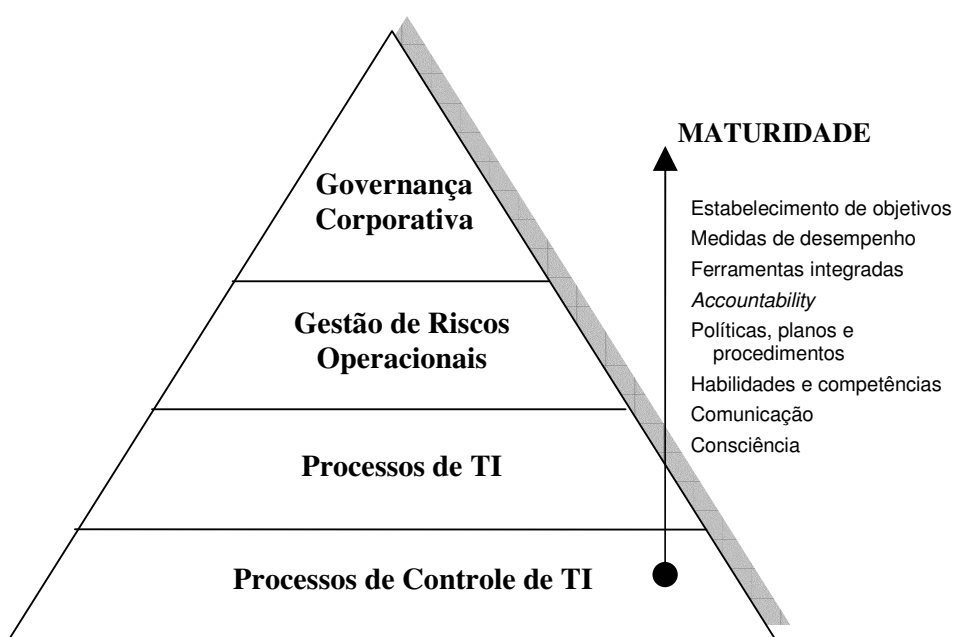 Governança
Corporativa
Gestão de Riscos
Operacionais
Processos de TI
Processos de Controle de TI
MATURIDADE
Estabelecimento de objetivos
Medidas de desempenho
Ferramentas integradas
Accountability
Políticas, planos e
procedimentos
Habilidades e competências
Comunicação
Consciência